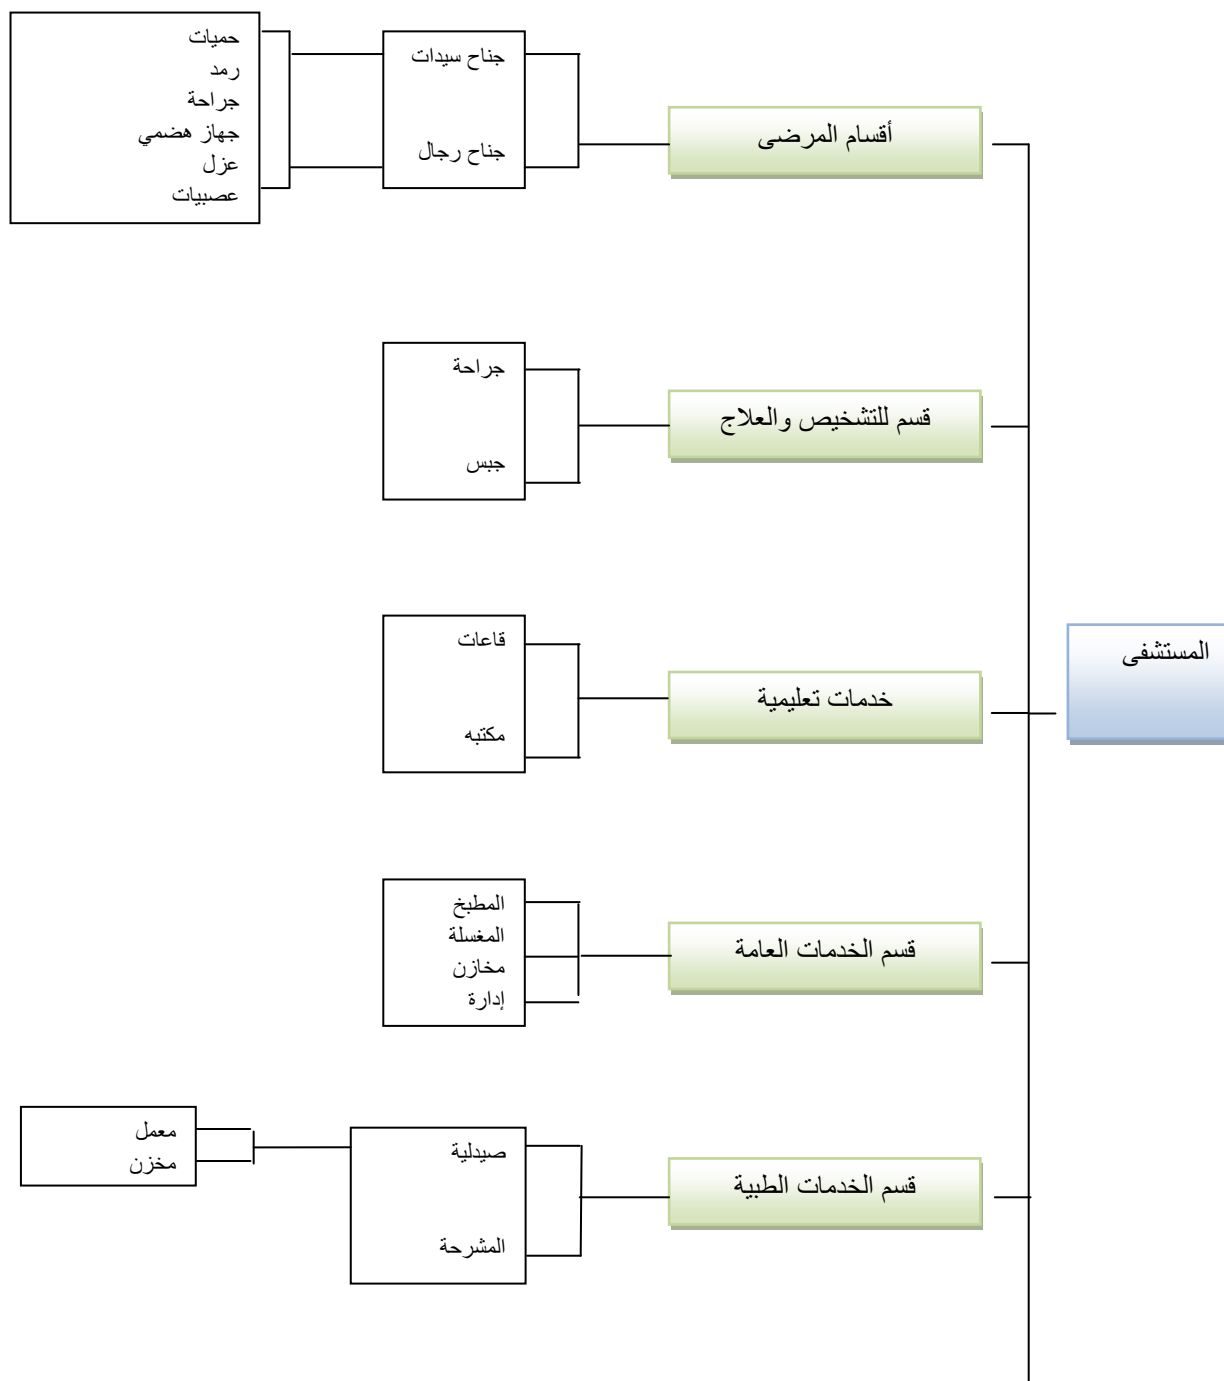 المستشفى
أقسام المرضى
جناح سيدات
جناح رجال
حميات
رمد
جراحة
جهاز هضمي
عزل
عصبيات
قسم للتشخيص والعلاج
جراحة
جبس
خدمات تعليمية
قاعات
مكتبه
قسم الخدمات العامة
المطبخ
المغسلة
مخازن
إدارة
قسم الخدمات الطبية
صيدلية
المشرحة
معمل
مخزن